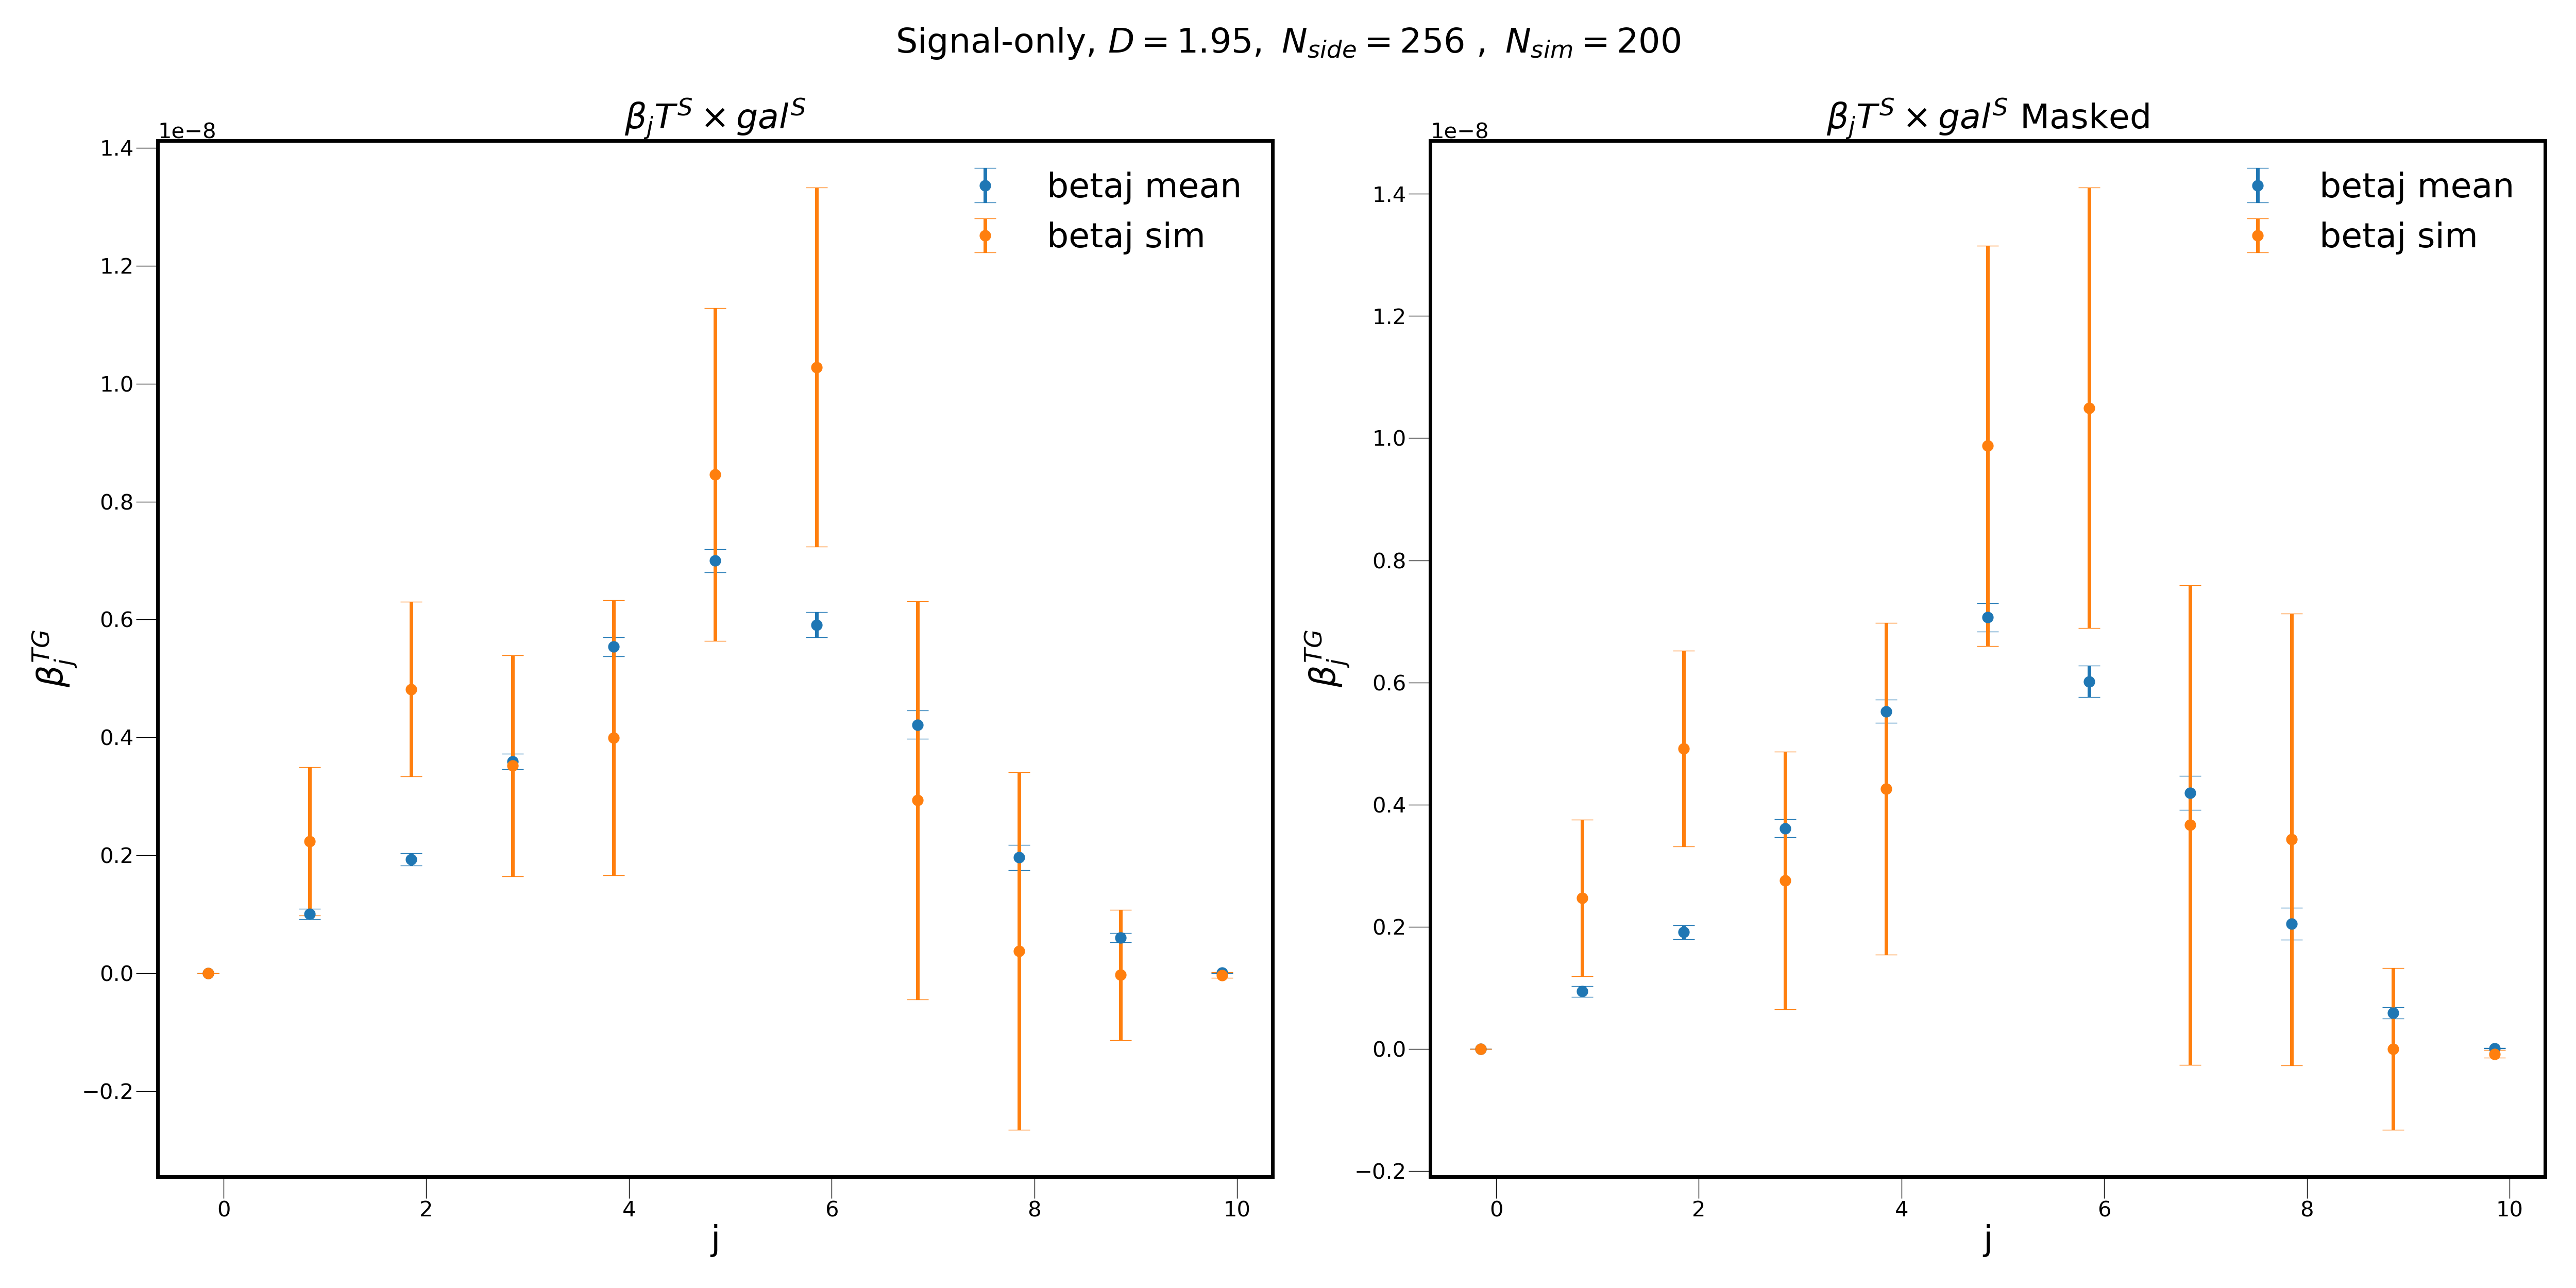 Signal-only, D = 1.95, N_side = 256 , N_sim = 200
β_j T^S × gal^S
1e−8
betaj mean
betaj sim
1.4
1.2
1.0
0.8
0.6
0.4
0.2
0.0
−0.2
β_j^TG
0 2 4 6 8 10
j
β_j T^S × gal^S Masked
1e−8
betaj mean
betaj sim
1.4
1.2
1.0
0.8
0.6
0.4
0.2
0.0
−0.2
β_j^TG
0 2 4 6 8 10
j